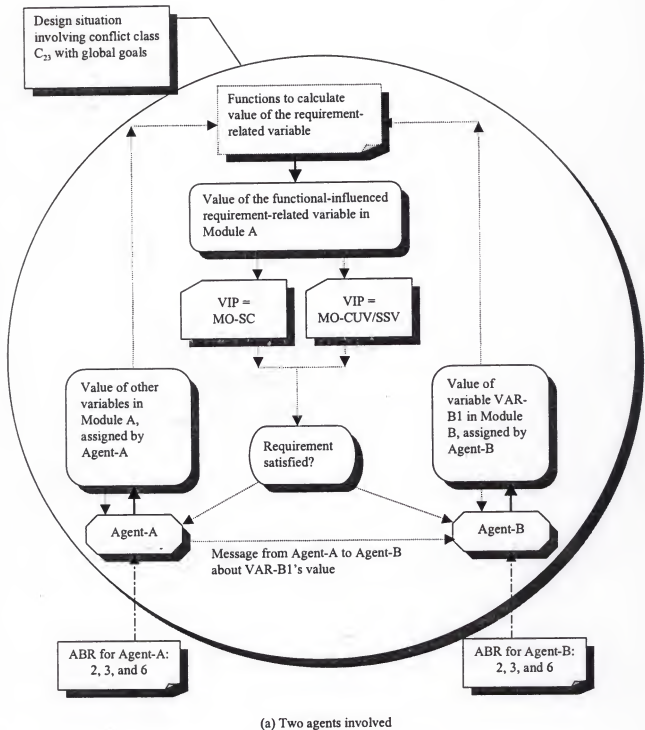 Design situation
involving conflict class
C₂₃ with global goals
Functions to calculate
value of the requirement-
related variable
Value of the functional-influenced
requirement-related variable in
Module A
VIP =
MO-SC
VIP =
MO-CUV/SSV
Value of other
variables in
Module A,
assigned by
Agent-A
Value of
variable VAR-
B1 in Module
B, assigned by
Agent-B
Requirement
satisfied?
Agent-A
Agent-B
Message from Agent-A to Agent-B
about VAR-B1's value
ABR for Agent-A:
2, 3, and 6
ABR for Agent-B:
2, 3, and 6
(a) Two agents involved